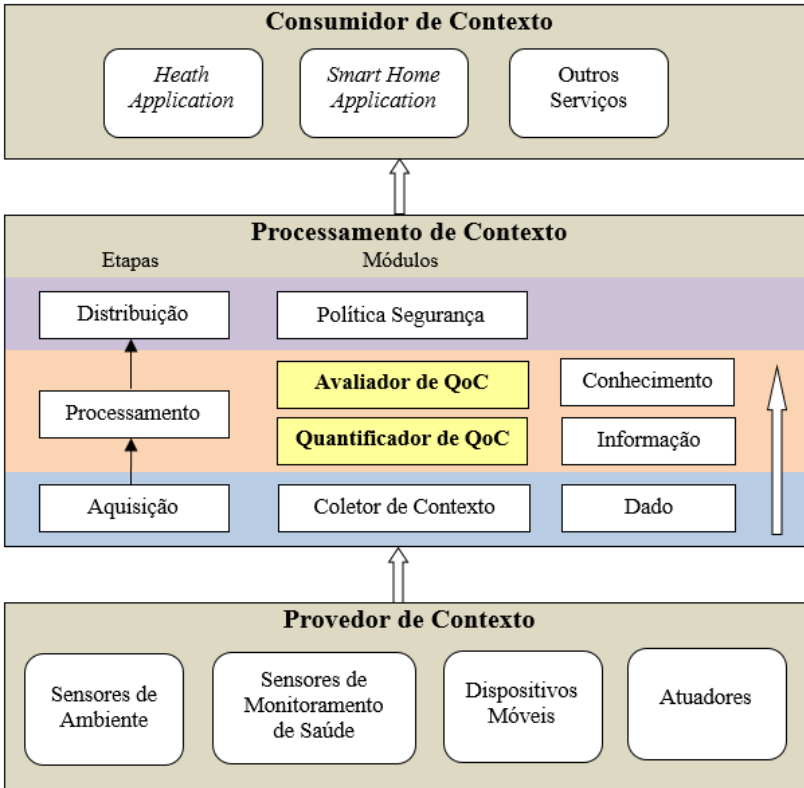 Consumidor de Contexto
Heath
Application
Smart Home
Application
Outros
Serviços
Processamento de Contexto
Etapas
Módulos
Distribuição
Política Segurança
Processamento
Avaliador de QoC
Conhecimento
Quantificador de QoC
Informação
Aquisição
Coletor de Contexto
Dado
Provedor de Contexto
Sensores de
Ambiente
Sensores de
Monitoramento
de Saúde
Dispositivos
Móveis
Atuadores